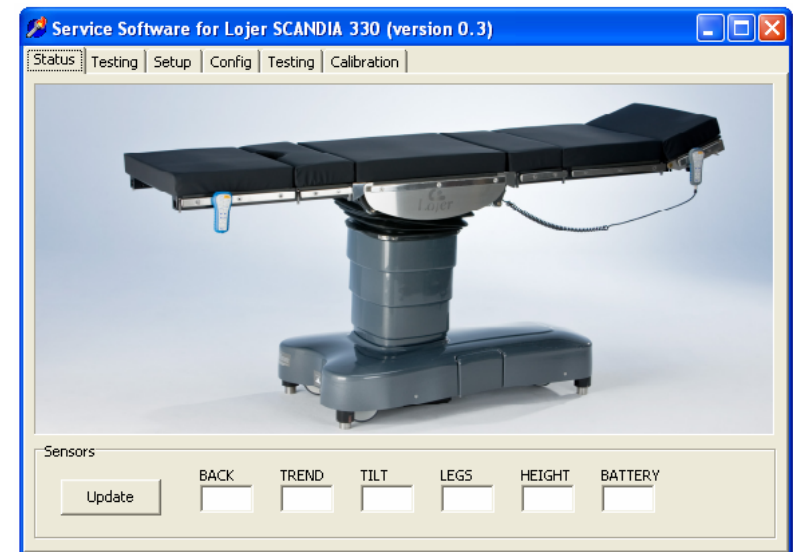 Service Software for Lojer SCANDIA 330 (version 0.3)
Status Testing Setup Config Testing Calibration
Lojer
Sensors
BACK TREND TILT LEGS HEIGHT BATTERY
Update